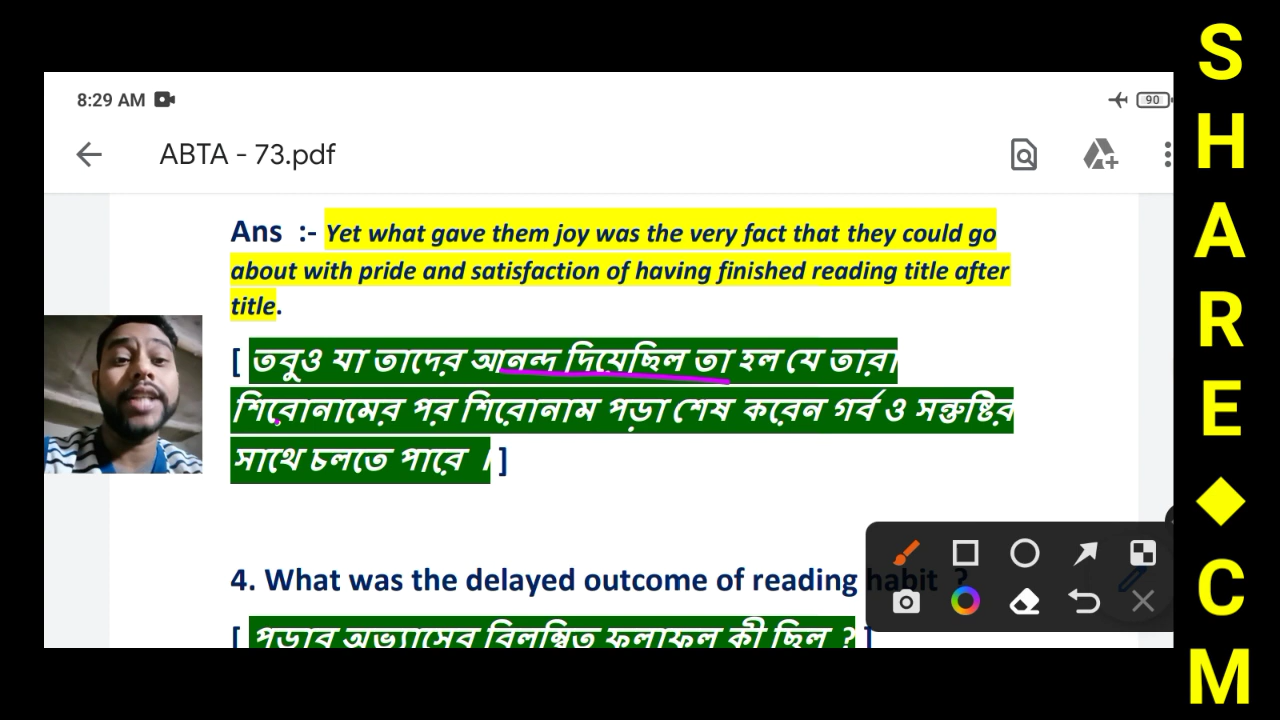 8:29 AM
90
ABTA - 73.pdf
Ans :- Yet what gave them joy was the very fact that they could go
about with pride and satisfaction of having finished reading title after
title.
[ তবুও যা তাদের আনন্দ দিয়েছিল তা হল যে তারা
শিরোনামের পর শিরোনাম পড়া শেষ করেন গর্ব ও সন্তুষ্টির
সাথে চলতে পারে । ]
4. What was the delayed outcome of reading habit ?
[ পড়ার অভ্যাসের বিলম্বিত ফলাফল কী ছিল ? ]
SHARE◆CM